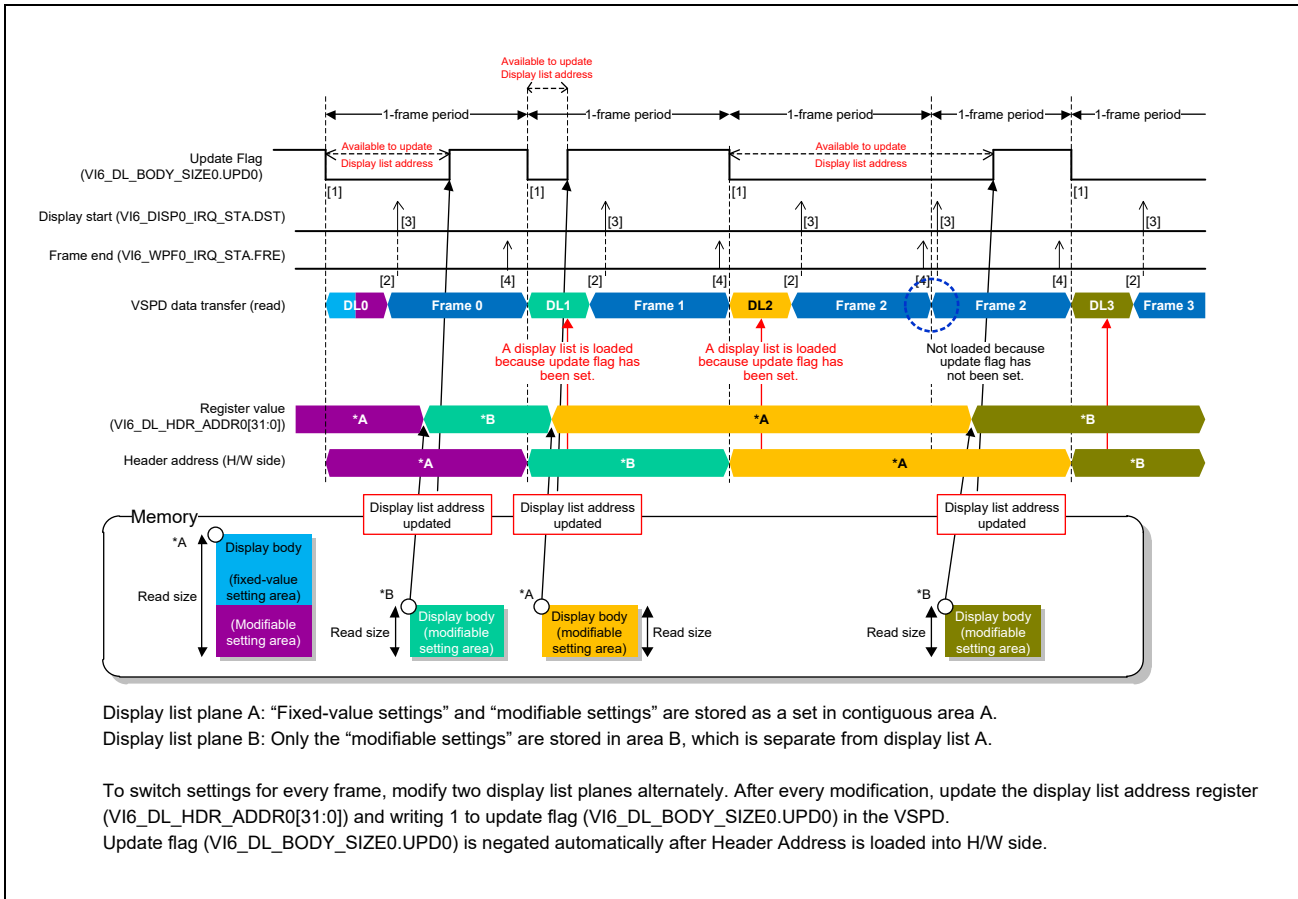 Available to update
Display list address
1-frame period 1-frame period 1-frame period 1-frame period 1-frame period
Available to update
Display list address
Available to update
Display list address
Update Flag
(VI6_DL_BODY_SIZE0.UPD0)
[1] [1] [1] [1]
Display start (VI6_DISP0_IRQ_STA.DST)
[3] [3] [3] [3] [3]
Frame end (VI6_WPF0_IRQ_STA.FRE)
[2] [4] [2] [4] [2] [4] [4] [2]
VSPD data transfer (read)
DL0 Frame 0 DL1 Frame 1 DL2 Frame 2 Frame 2 DL3 Frame 3
A display list is loaded
because update flag has
been set.
A display list is loaded
because update flag has
been set.
Not loaded because
update flag has
not been set.
Register value
(VI6_DL_HDR_ADDR0[31:0])
*A *B *A *B
Header address (H/W side)
*A *B *A *B
Display list address
updated
Display list address
updated
Display list address
updated
Memory
*A
Display body
(fixed-value
setting area)
(Modifiable
setting area)
Read size
*B
Display body
(modifiable
setting area)
Read size
*A
Display body
(modifiable
setting area)
Read size
*B
Display body
(modifiable
setting area)
Read size
Display list plane A: “Fixed-value settings” and “modifiable settings” are stored as a set in contiguous area A.
Display list plane B: Only the “modifiable settings” are stored in area B, which is separate from display list A.
To switch settings for every frame, modify two display list planes alternately. After every modification, update the display list address register
(VI6_DL_HDR_ADDR0[31:0]) and writing 1 to update flag (VI6_DL_BODY_SIZE0.UPD0) in the VSPD.
Update flag (VI6_DL_BODY_SIZE0.UPD0) is negated automatically after Header Address is loaded into H/W side.